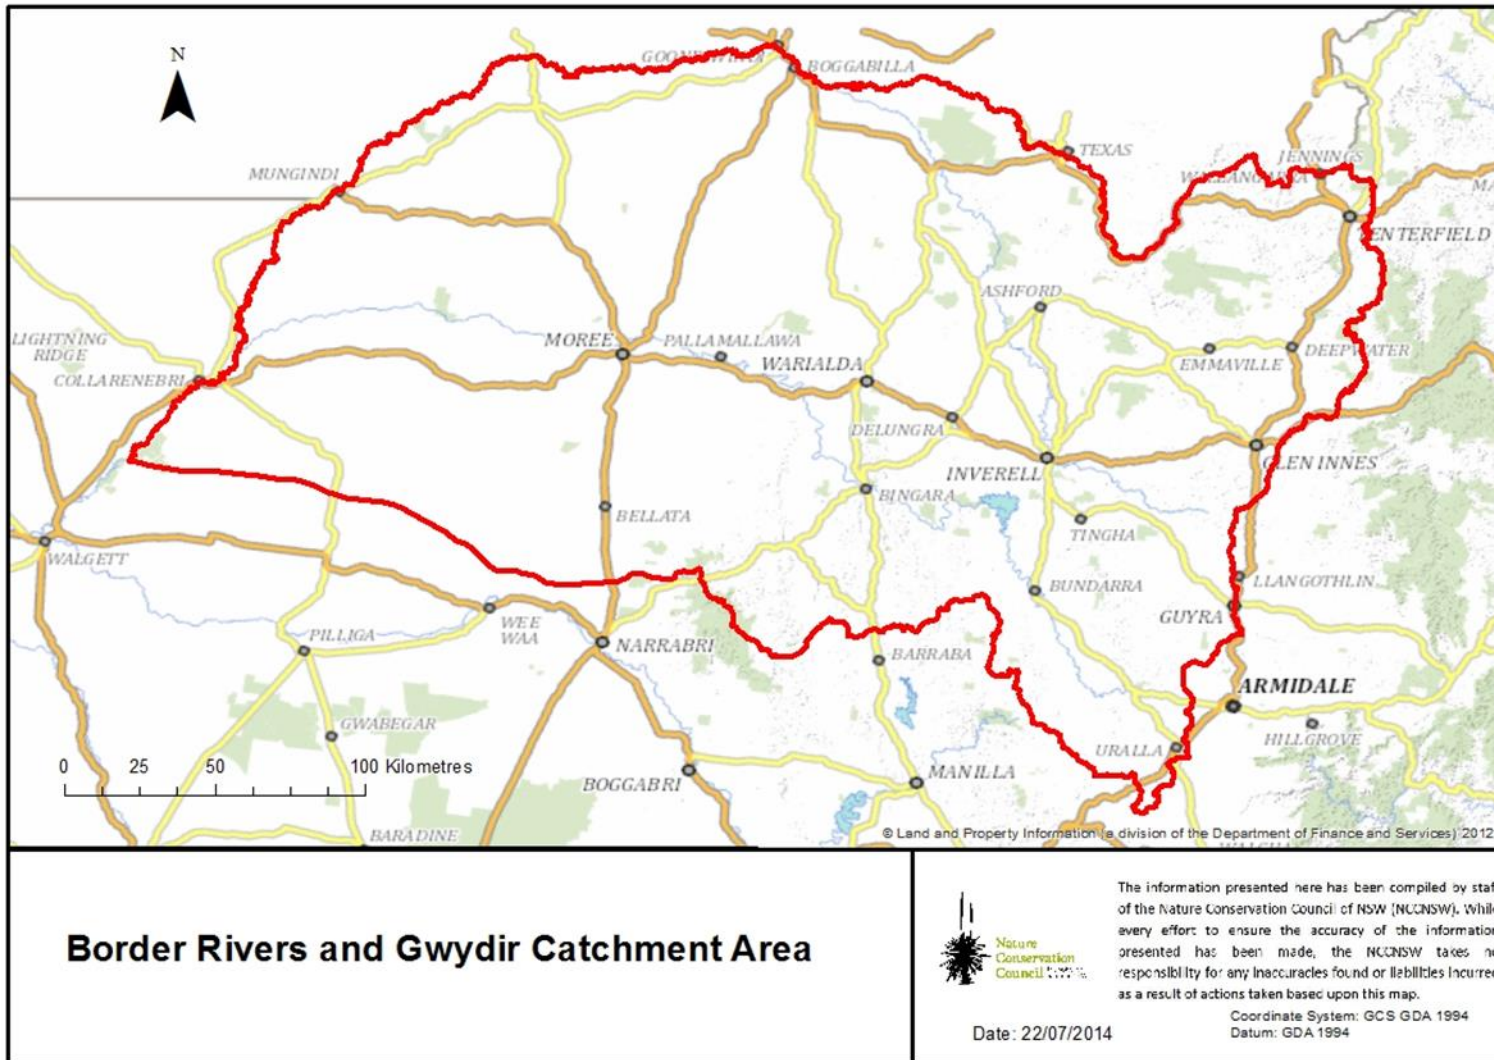 N
BOGGABILLA
TEXAS
JENNINGS
MUNGINDI
TENTERFIELD
ASHFORD
LIGHTNING
RIDGE
MOREE
PALLAMALLAWA
WARIALDA
EMMAVILLE
DEEPWATER
COLLARENEBRI
DELUNGRA
INVERELL
GLEN INNES
BINGARA
BELLATA
TINGHA
WALGETT
LLANGOTHLIN
BUNDARRA
GUYRA
WEE
WAA
PILLIGA
NARRABRI
BARRABA
ARMIDALE
GWABEGAR
HILLGROVE
URALLA
0 25 50 100 Kilometres
MANILLA
BOGGABRI
BARADINE
© Land and Property Information (a division of the Department of Finance and Services) 2012
Border Rivers and Gwydir Catchment Area
Nature
Conservation
Council
The information presented here has been compiled by staf
of the Nature Conservation Council of NSW (NCCNSW). While
every effort to ensure the accuracy of the information
presented has been made, the NCCNSW takes no
responsibility for any inaccuracies found or liabilities incurred
as a result of actions taken based upon this map.
Coordinate System: GCS GDA 1994
Datum: GDA 1994
Date: 22/07/2014